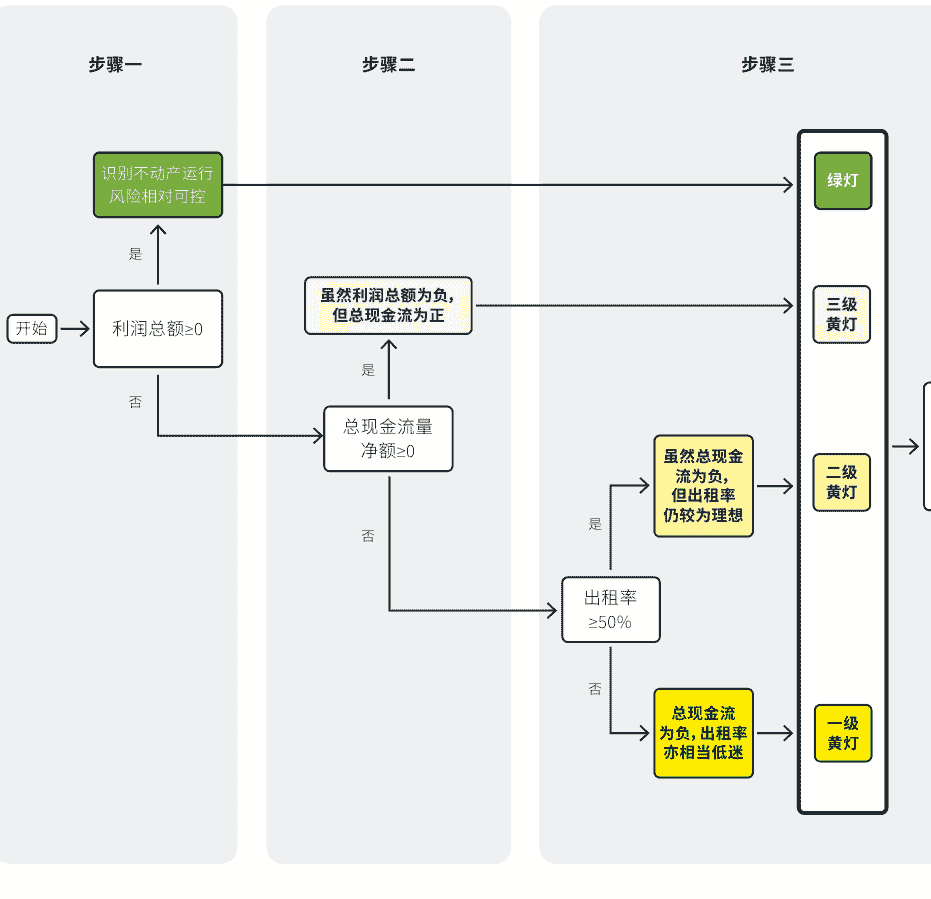 步骤一
步骤二
步骤三
识别不动产运行
风险相对可控
绿灯
是
虽然利润总额为负,
但总现金流为正
三级
黄灯
开始
利润总额≥0
是
否
总现金流量
净额≥0
虽然总现金
流为负,
但出租率
仍较为理想
二级
黄灯
是
否
出租率
≥50%
否
总现金流
为负, 出租率
亦相当低迷
一级
黄灯